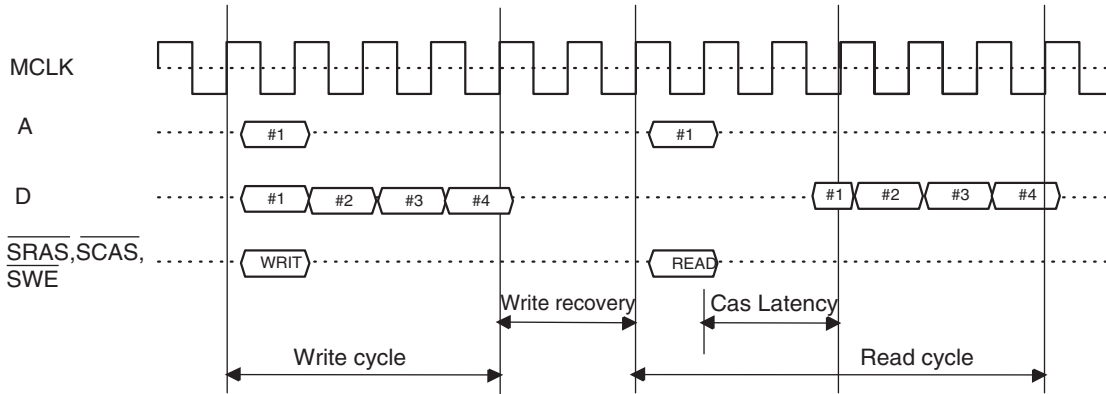 MCLK
A #1 #1
D #1 #2 #3 #4 #1 #2 #3 #4
SRAS,SCAS, WRIT READ
SWE
Write recovery Cas Latency
Write cycle Read cycle